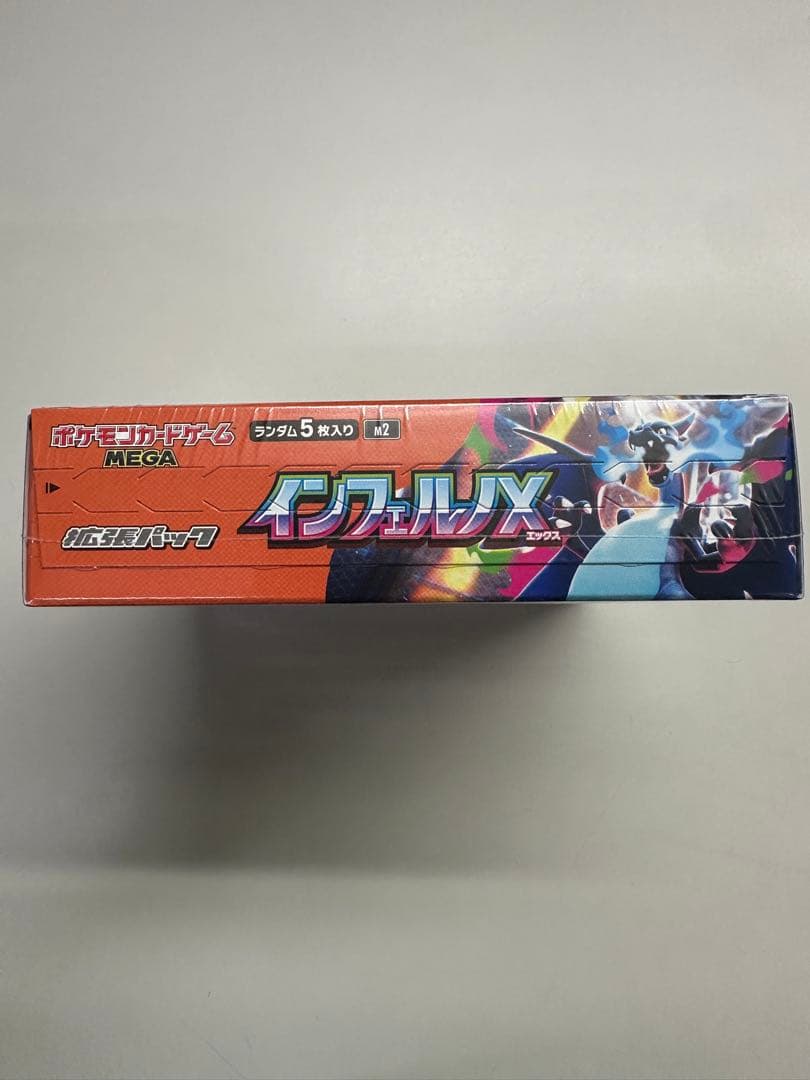 ポケモンカードゲーム
MEGA
ランダム5枚入り
M2
拡張パック
インフェルノX
エックス